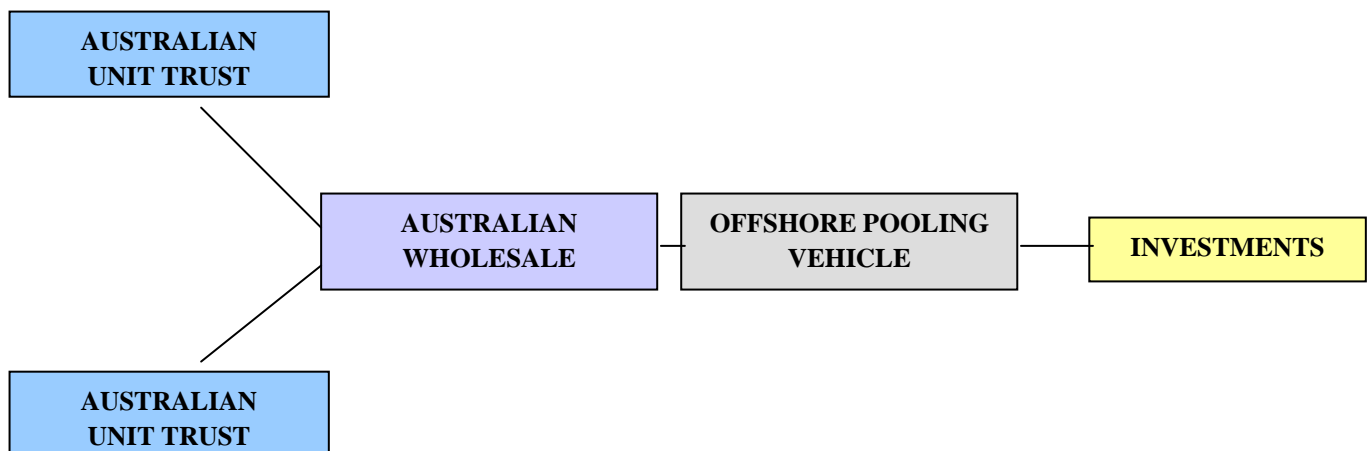 AUSTRALIAN
UNIT TRUST
AUSTRALIAN
WHOLESALE
OFFSHORE POOLING
VEHICLE
INVESTMENTS
AUSTRALIAN
UNIT TRUST